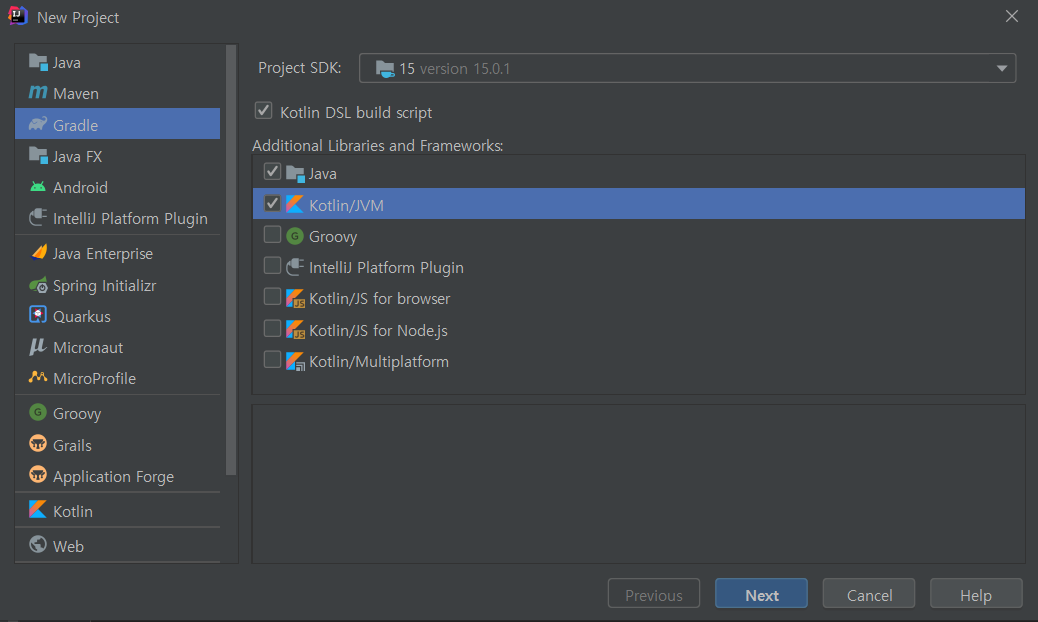 New Project
Java
Maven
Gradle
Java FX
Android
IntelliJ Platform Plugin
Java Enterprise
Spring Initializr
Quarkus
Micronaut
MicroProfile
Groovy
Grails
Application Forge
Kotlin
Web
Project SDK: 15 version 15.0.1
Kotlin DSL build script
Additional Libraries and Frameworks:
Java
Kotlin/JVM
Groovy
IntelliJ Platform Plugin
Kotlin/JS for browser
Kotlin/JS for Node.js
Kotlin/Multiplatform
Previous Next Cancel Help